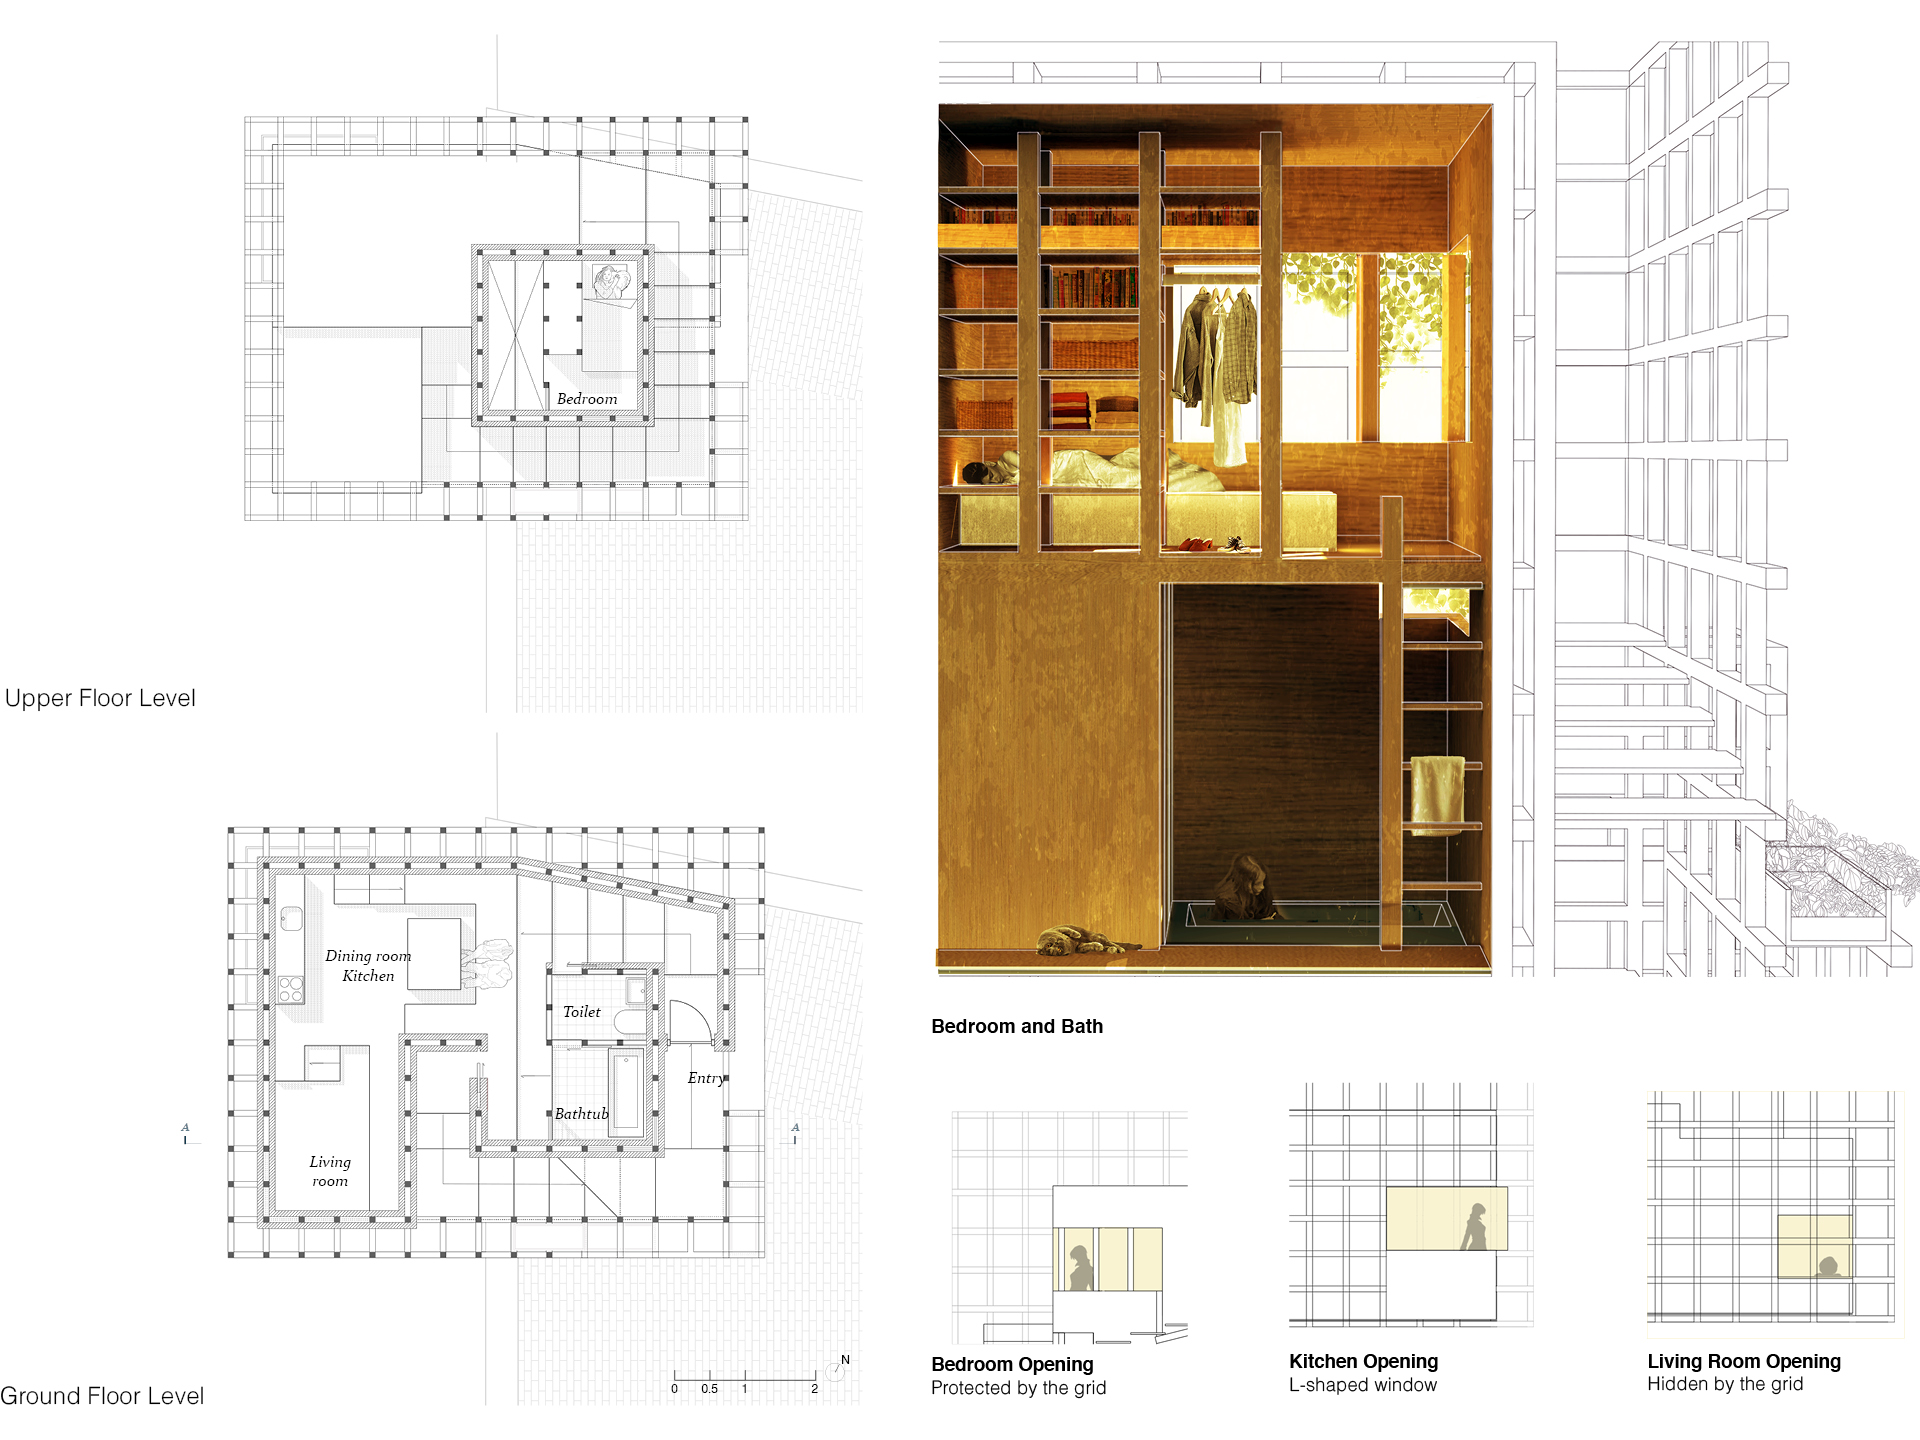 Bedroom
Upper Floor Level
Dining room
Kitchen
Toilet
Entry
Bathtub
A
A
Living
room
N
0 0.5 1 2
Ground Floor Level
Bedroom and Bath
Bedroom Opening
Protected by the grid
Kitchen Opening
L-shaped window
Living Room Opening
Hidden by the grid